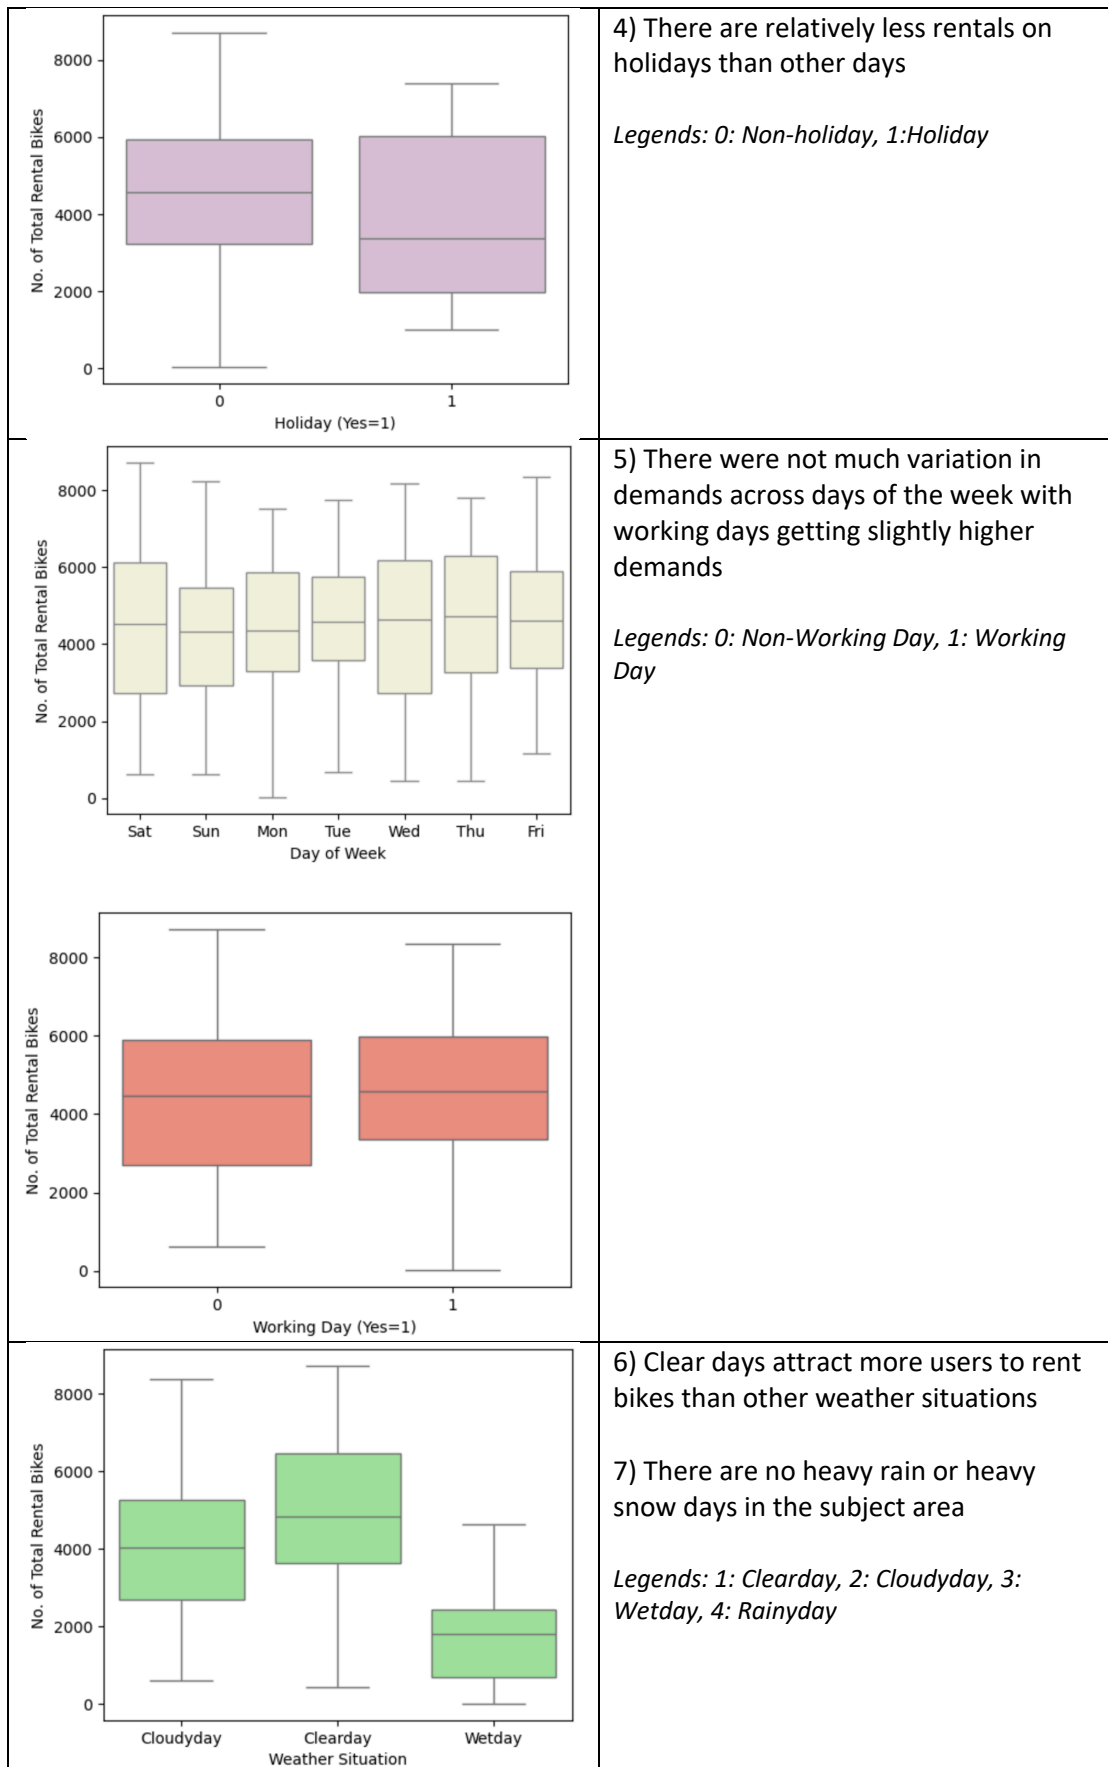 8000
6000
4000
2000
0
No. of Total Rental Bikes
0 1
Holiday (Yes=1)
4) There are relatively less rentals on
holidays than other days
Legends: 0: Non-holiday, 1:Holiday
8000
6000
4000
2000
0
No. of Total Rental Bikes
Sat Sun Mon Tue Wed Thu Fri
Day of Week
8000
6000
4000
2000
0
No. of Total Rental Bikes
0 1
Working Day (Yes=1)
5) There were not much variation in
demands across days of the week with
working days getting slightly higher
demands
Legends: 0: Non-Working Day, 1: Working
Day
8000
6000
4000
2000
0
No. of Total Rental Bikes
Cloudyday Clearday Wetday
Weather Situation
6) Clear days attract more users to rent
bikes than other weather situations
7) There are no heavy rain or heavy
snow days in the subject area
Legends: 1: Clearday, 2: Cloudyday, 3:
Wetday, 4: Rainyday